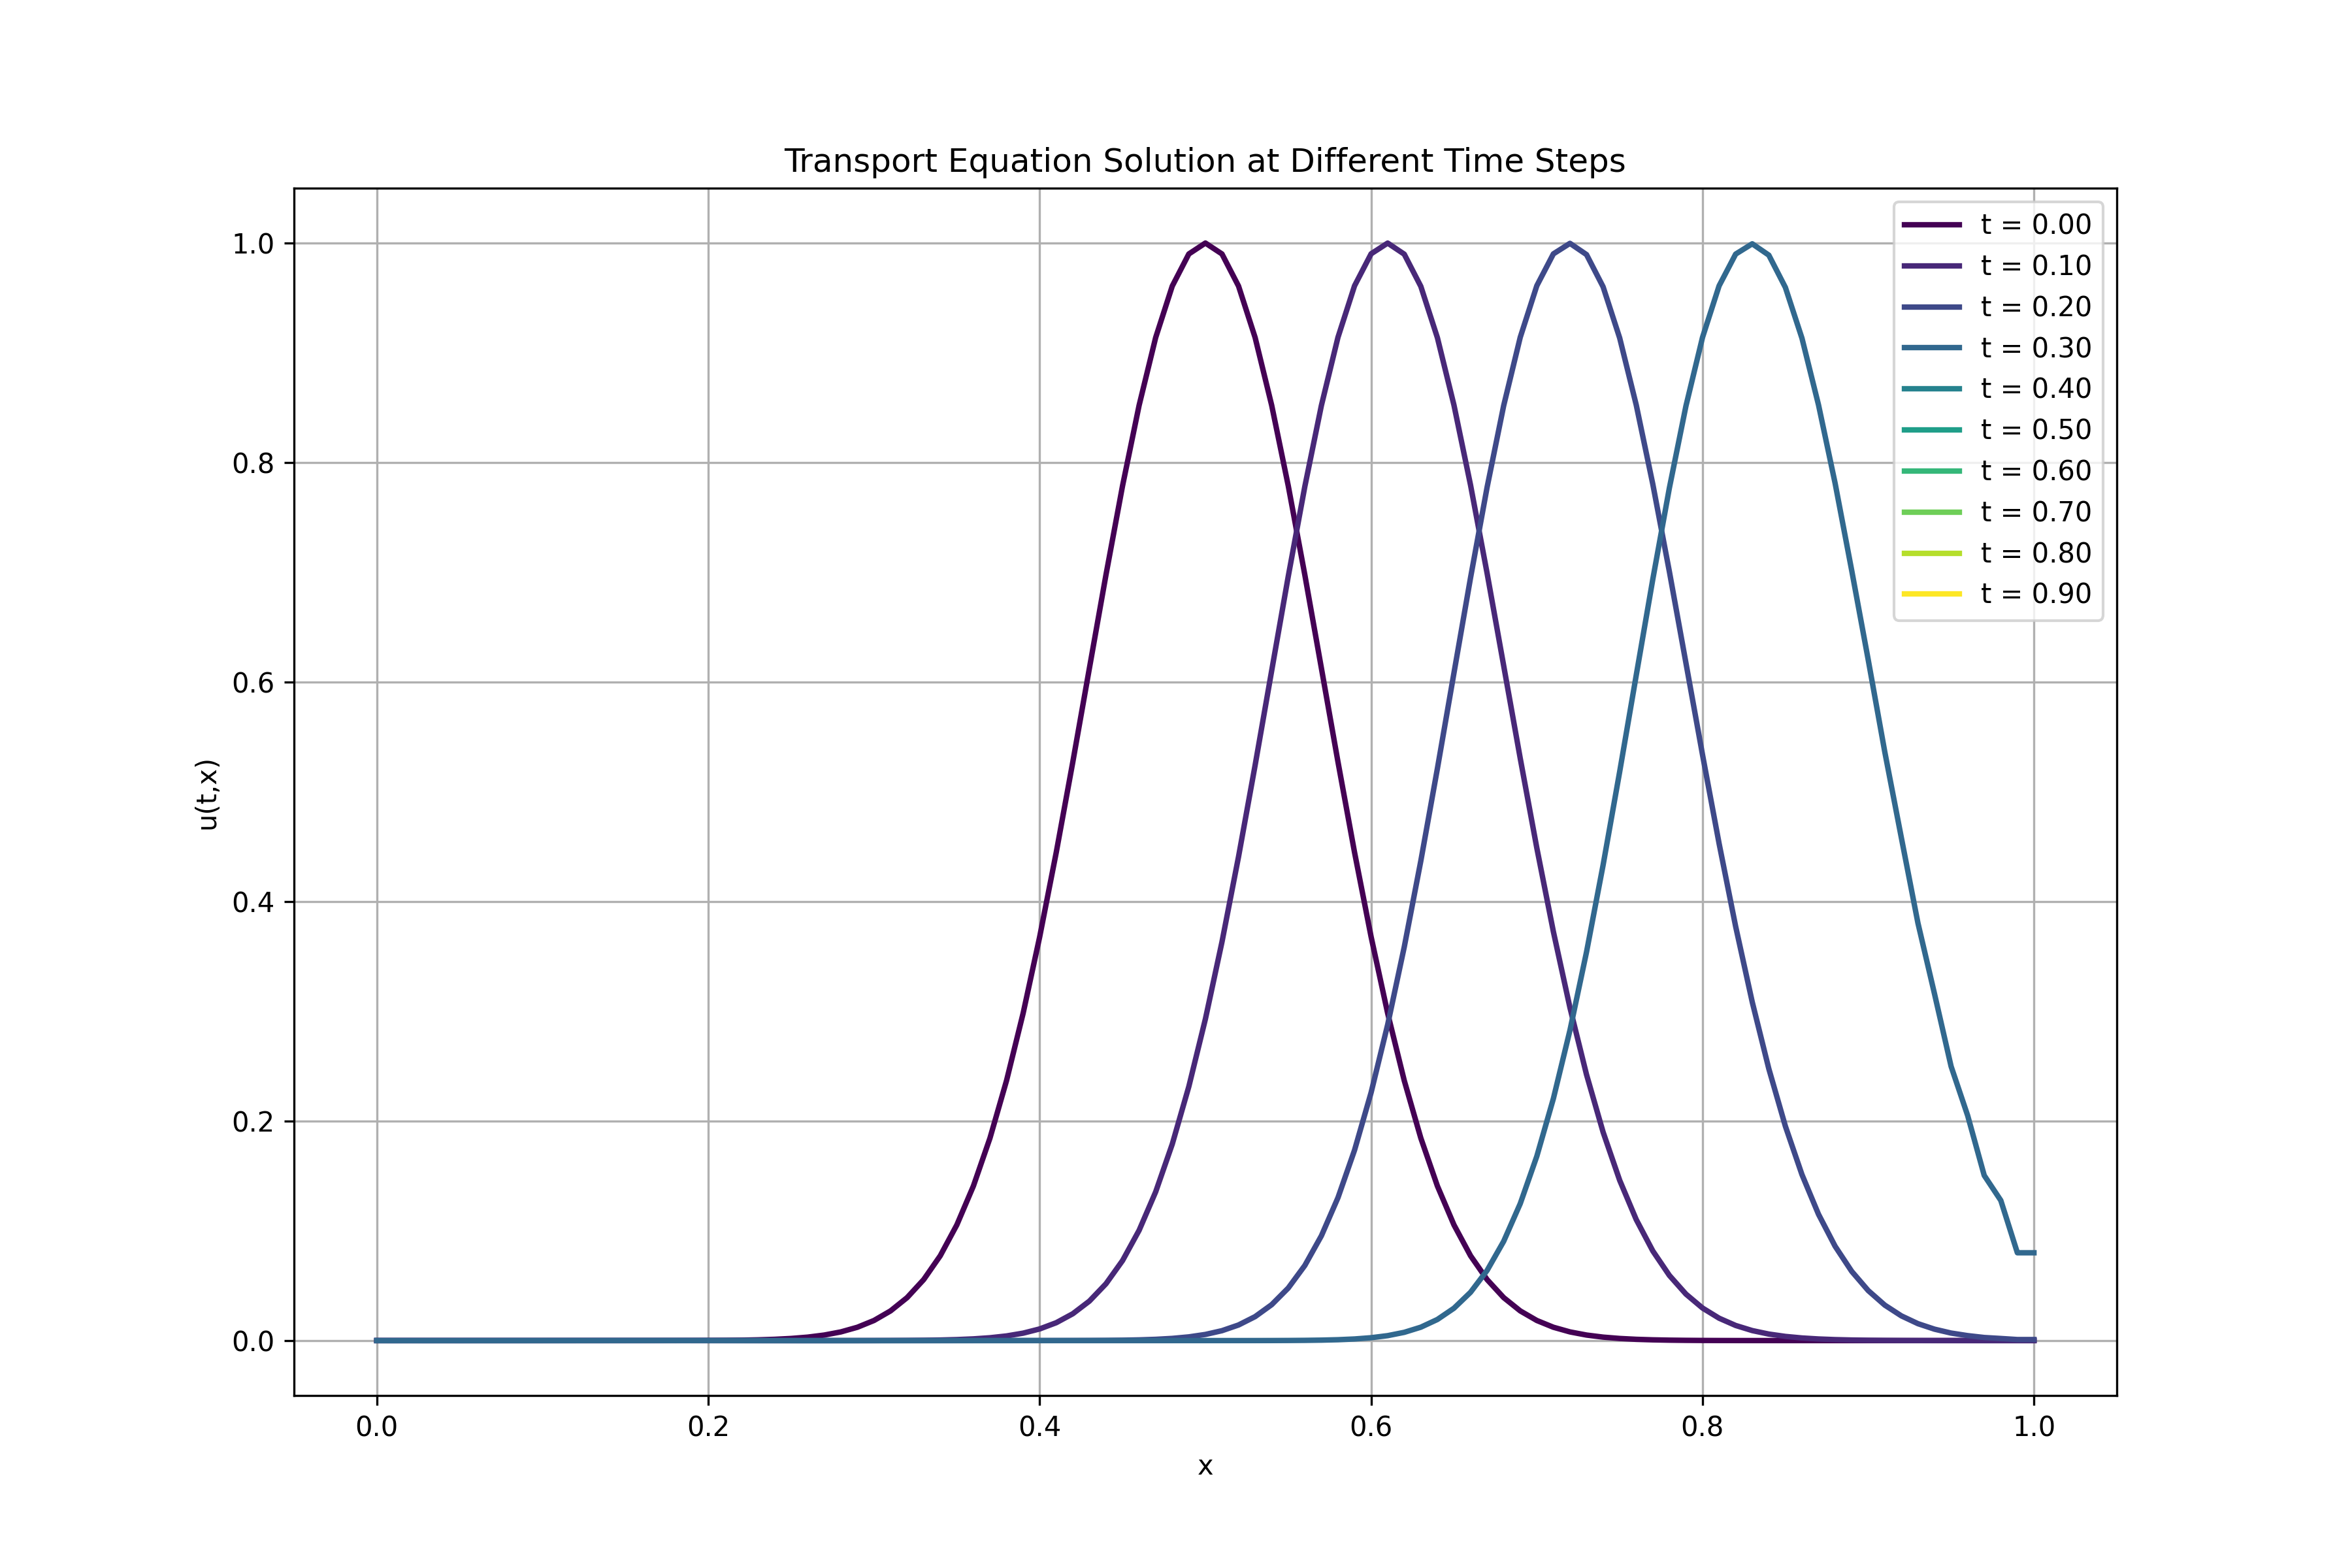 Transport Equation Solution at Different Time Steps
t = 0.00
t = 0.10
t = 0.20
t = 0.30
t = 0.40
t = 0.50
t = 0.60
t = 0.70
t = 0.80
t = 0.90
1.0
0.8
0.6
0.4
0.2
0.0
u(t,x)
0.0 0.2 0.4 0.6 0.8 1.0
x